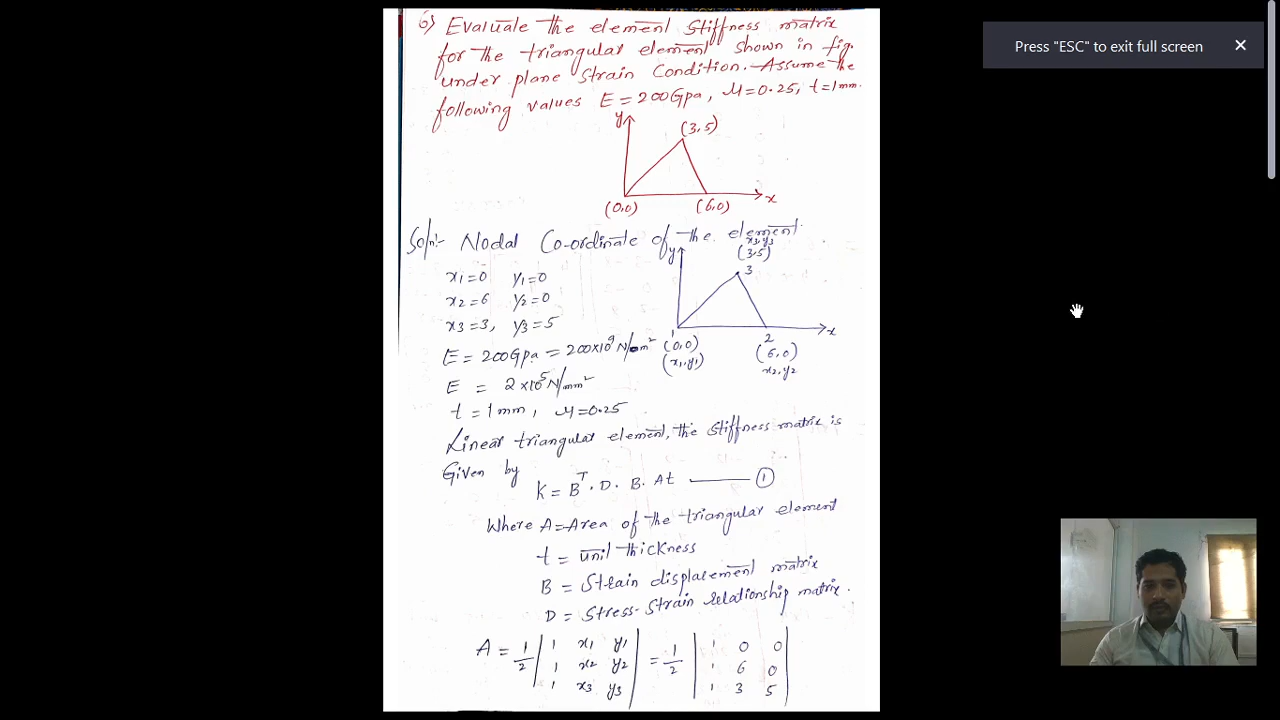 6) Evaluate the element stiffness matrix
for the triangular element shown in fig.
under plane strain condition. Assume the
following values E = 200Gpa, μ=0.25, t=1mm.
y
(3,5)
(0,0)
(6,0)
x
Soln:- Nodal Co-ordinate of the element.
x1=0 y1=0
x2=6 y2=0
x3=3, y3=5
y
x3,y3
(3,5)
3
x
1
(0,0)
(x1,y1)
2
(6,0)
x2,y2
E = 200Gpa = 200×10⁹ N/m²
E = 2×10⁵ N/mm²
t = 1mm, μ=0.25
Linear triangular element, the stiffness matrix is
Given by
K = Bᵀ. D. B. At ——— ①
Where A=Area of the triangular element
t = unit thickness
B = Strain displacement matrix
D = Stress-Strain relationship matrix.
A = 1/2 | 1 x1 y1 | = 1/2 | 1 0 0 |
| 1 x2 y2 | | 1 6 0 |
| 1 x3 y3 | | 1 3 5 |
Press "ESC" to exit full screen ×